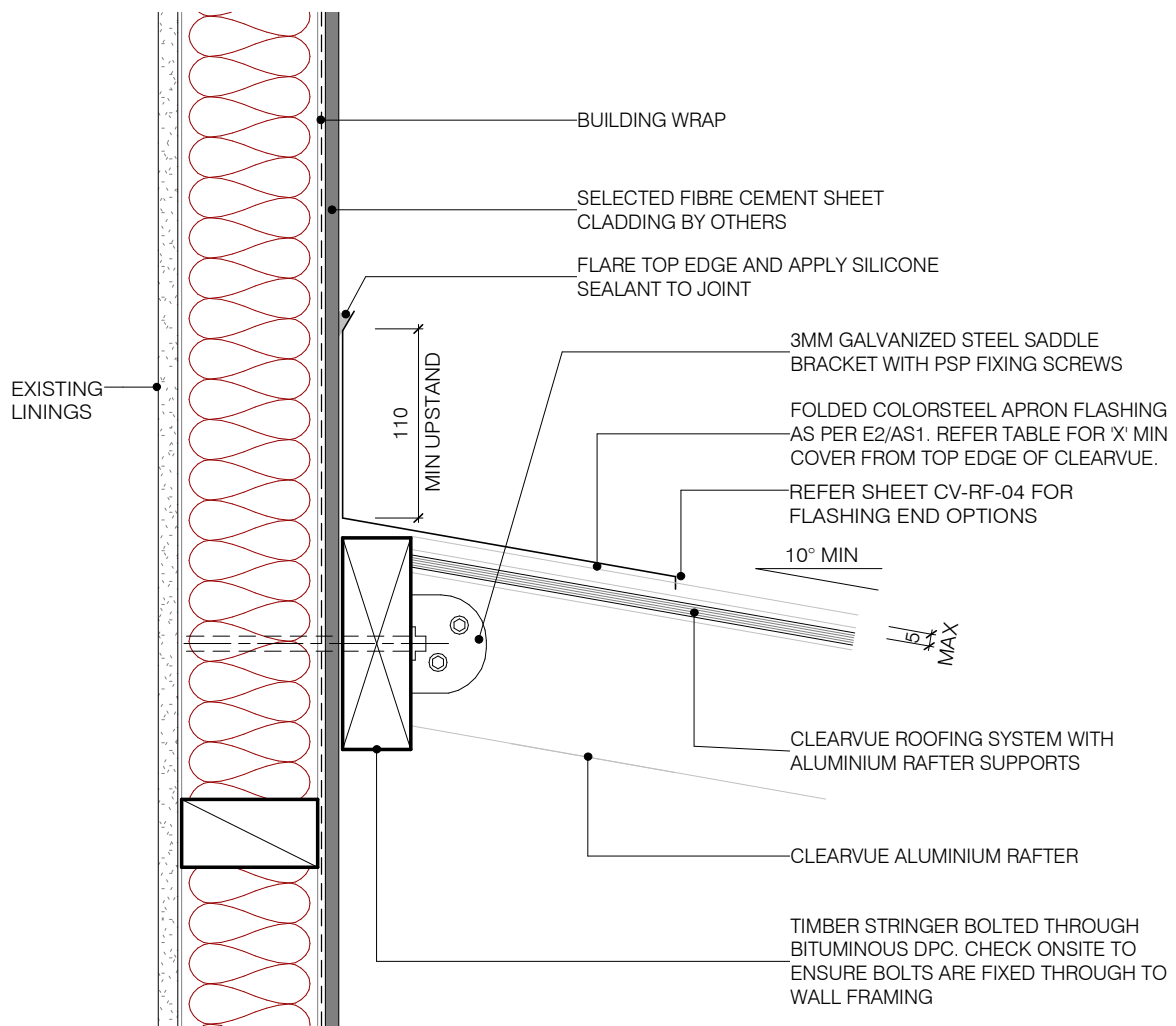 BUILDING WRAP
SELECTED FIBRE CEMENT SHEET
CLADDING BY OTHERS
FLARE TOP EDGE AND APPLY SILICONE
SEALANT TO JOINT
3MM GALVANIZED STEEL SADDLE
BRACKET WITH PSP FIXING SCREWS
EXISTING
LININGS
110
MIN UPSTAND
FOLDED COLORSTEEL APRON FLASHING
AS PER E2/AS1. REFER TABLE FOR 'X' MIN
COVER FROM TOP EDGE OF CLEARVUE.
REFER SHEET CV-RF-04 FOR
FLASHING END OPTIONS
10° MIN
5
MAX
CLEARVUE ROOFING SYSTEM WITH
ALUMINIUM RAFTER SUPPORTS
CLEARVUE ALUMINIUM RAFTER
TIMBER STRINGER BOLTED THROUGH
BITUMINOUS DPC. CHECK ONSITE TO
ENSURE BOLTS ARE FIXED THROUGH TO
WALL FRAMING